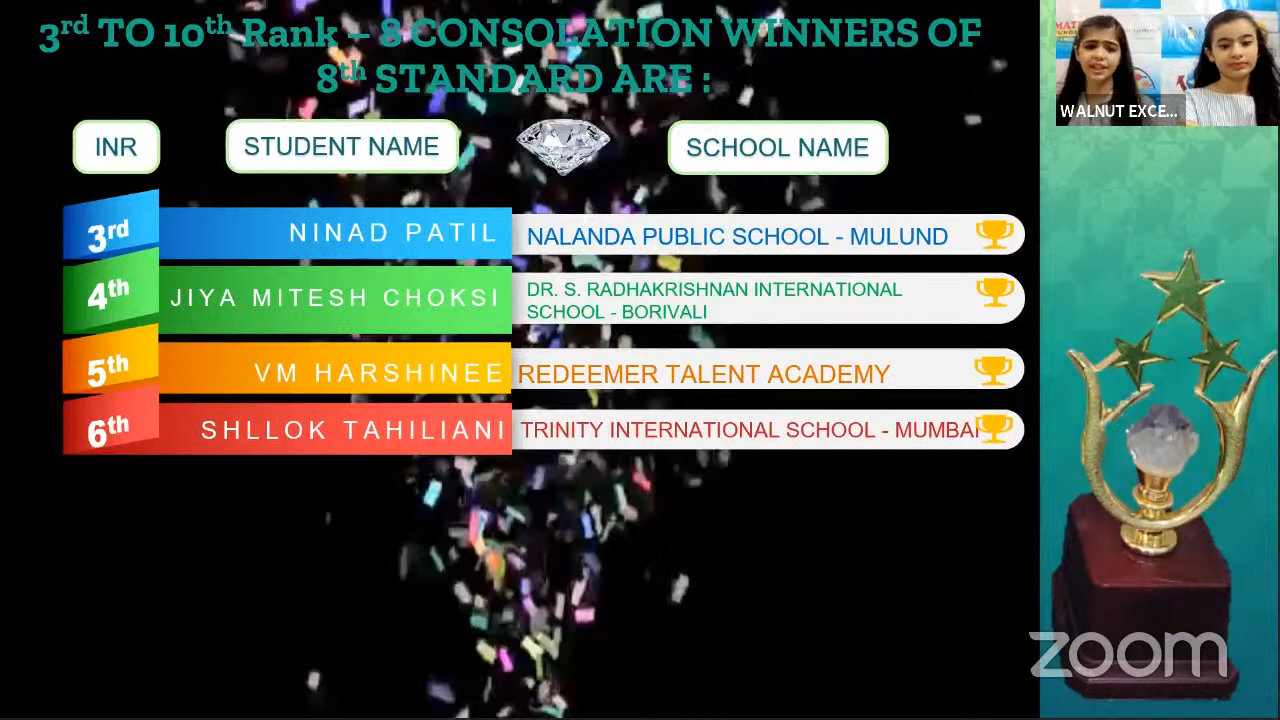 3rd TO 10th Rank – 8 CONSOLATION WINNERS OF
8th STANDARD ARE :
INR
STUDENT NAME
SCHOOL NAME
3rd
NINAD PATIL
NALANDA PUBLIC SCHOOL - MULUND
4th
JIYA MITESH CHOKSI
DR. S. RADHAKRISHNAN INTERNATIONAL
SCHOOL - BORIVALI
5th
VM HARSHINEE
REDEEMER TALENT ACADEMY
6th
SHLLOK TAHILIANI
TRINITY INTERNATIONAL SCHOOL - MUMBAI
WALNUT EXCE...
zoom